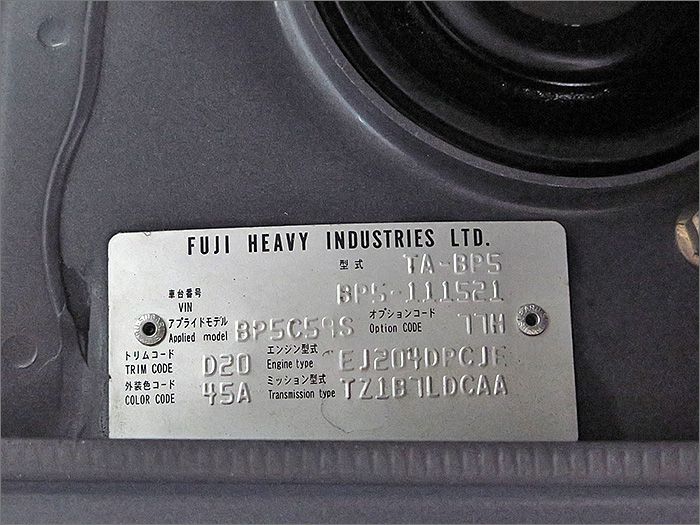 FUJI HEAVY INDUSTRIES LTD.
型式 TA-BP5
車台番号 VIN BP5-111521
アプライドモデル Applied model BP5C59S オプションコード Option CODE 77H
トリムコード TRIM CODE D20 エンジン型式 Engine type EJ204DPCJF
外装色コード COLOR CODE 45A ミッション型式 Transmission type TZ1B7LDCAA